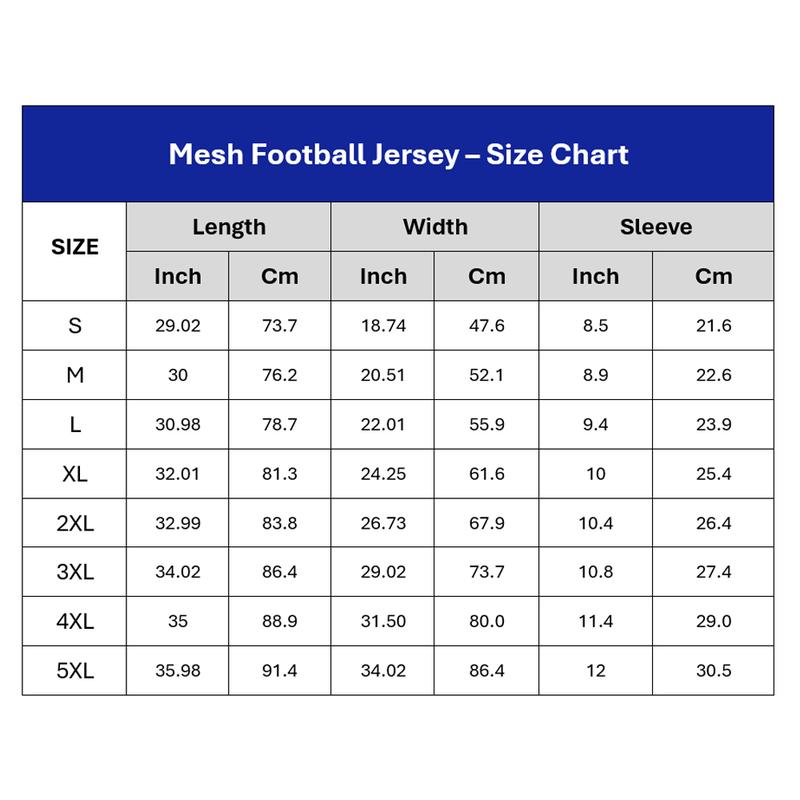 Mesh Football Jersey – Size Chart
SIZE Length Width Sleeve
Inch Cm Inch Cm Inch Cm
S 29.02 73.7 18.74 47.6 8.5 21.6
M 30 76.2 20.51 52.1 8.9 22.6
L 30.98 78.7 22.01 55.9 9.4 23.9
XL 32.01 81.3 24.25 61.6 10 25.4
2XL 32.99 83.8 26.73 67.9 10.4 26.4
3XL 34.02 86.4 29.02 73.7 10.8 27.4
4XL 35 88.9 31.50 80.0 11.4 29.0
5XL 35.98 91.4 34.02 86.4 12 30.5